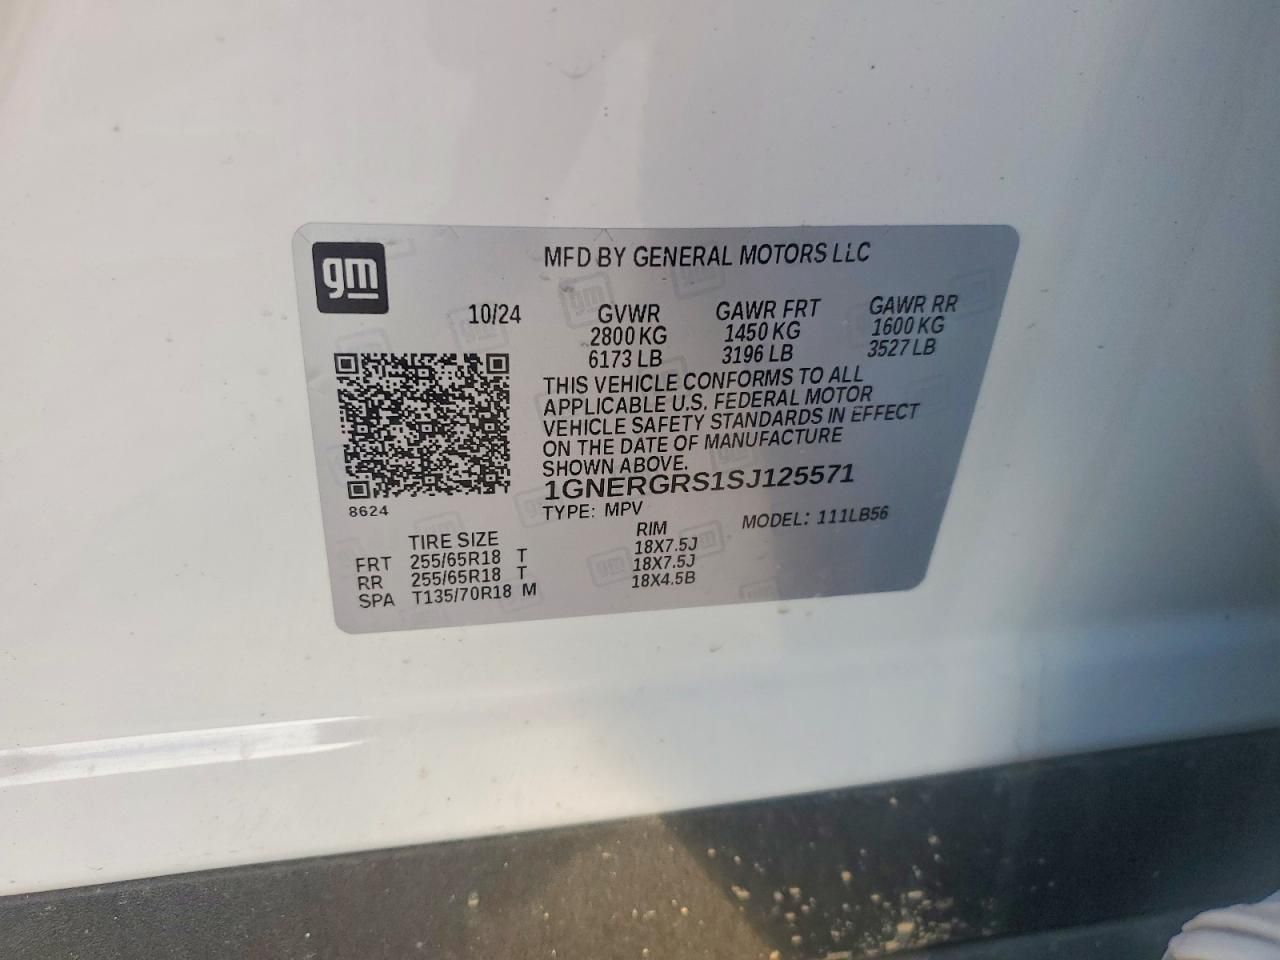 gm
MFD BY GENERAL MOTORS LLC
10/24 GVWR GAWR FRT GAWR RR
2800 KG 1450 KG 1600 KG
6173 LB 3196 LB 3527 LB
THIS VEHICLE CONFORMS TO ALL
APPLICABLE U.S. FEDERAL MOTOR
VEHICLE SAFETY STANDARDS IN EFFECT
ON THE DATE OF MANUFACTURE
SHOWN ABOVE.
1GNERGRS1SJ125571
8624
TYPE: MPV MODEL: 111LB56
TIRE SIZE RIM
FRT 255/65R18 T 18X7.5J
RR 255/65R18 T 18X7.5J
SPA T135/70R18 M 18X4.5B